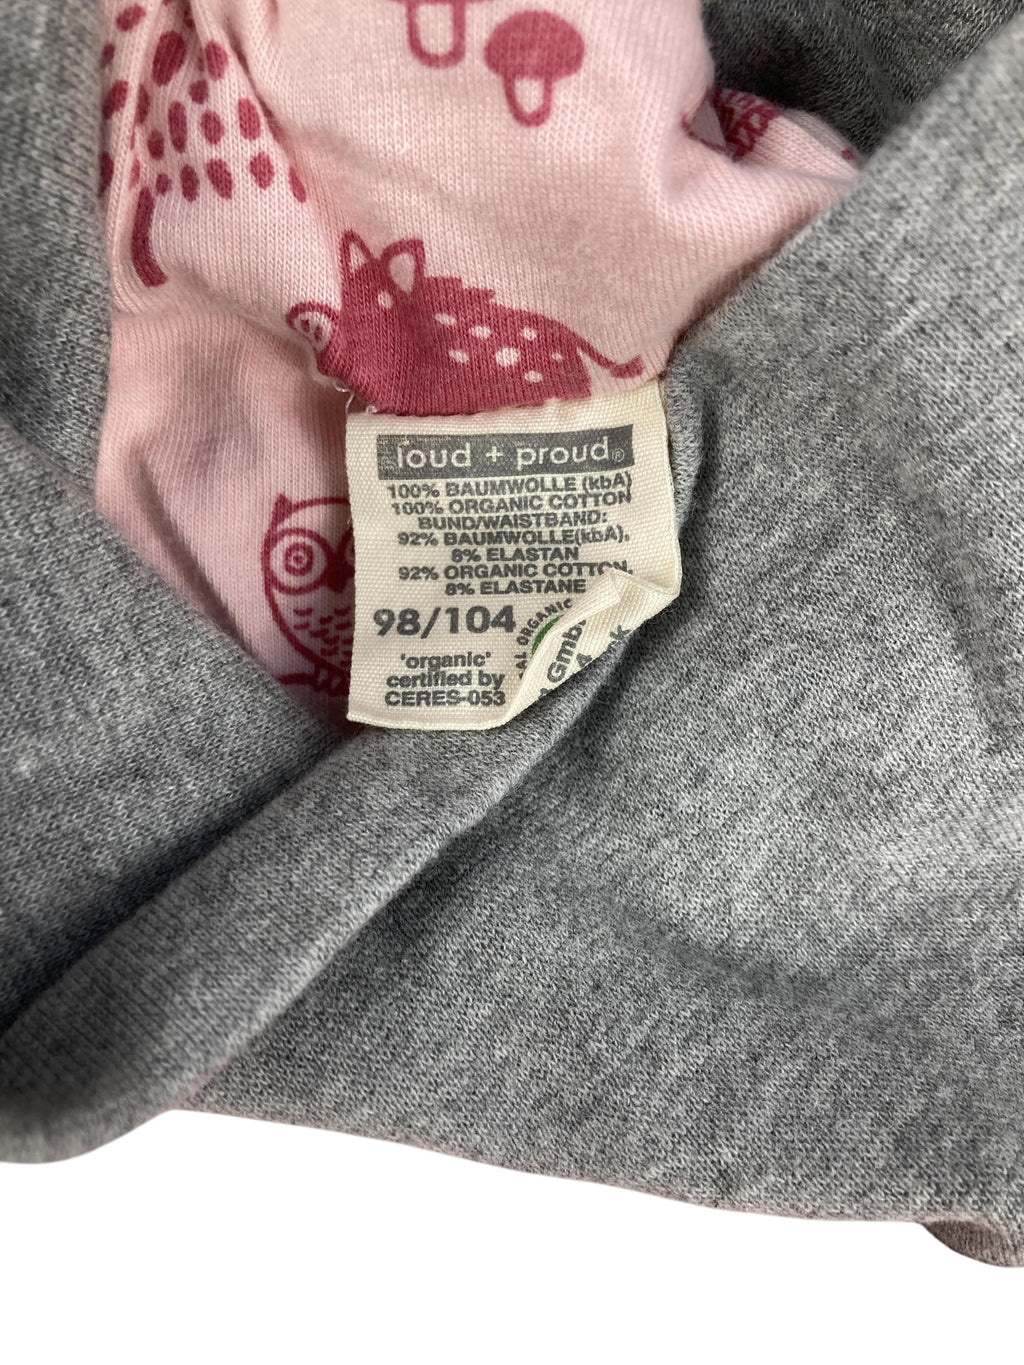 loud + proud®
100% BAUMWOLLE (kbA)
100% ORGANIC COTTON
BUND/WAISTBAND:
92% BAUMWOLLE(kbA),
8% ELASTAN
92% ORGANIC COTTON,
8% ELASTANE
98/104
'organic'
certified by
CERES-053
ORGANIC